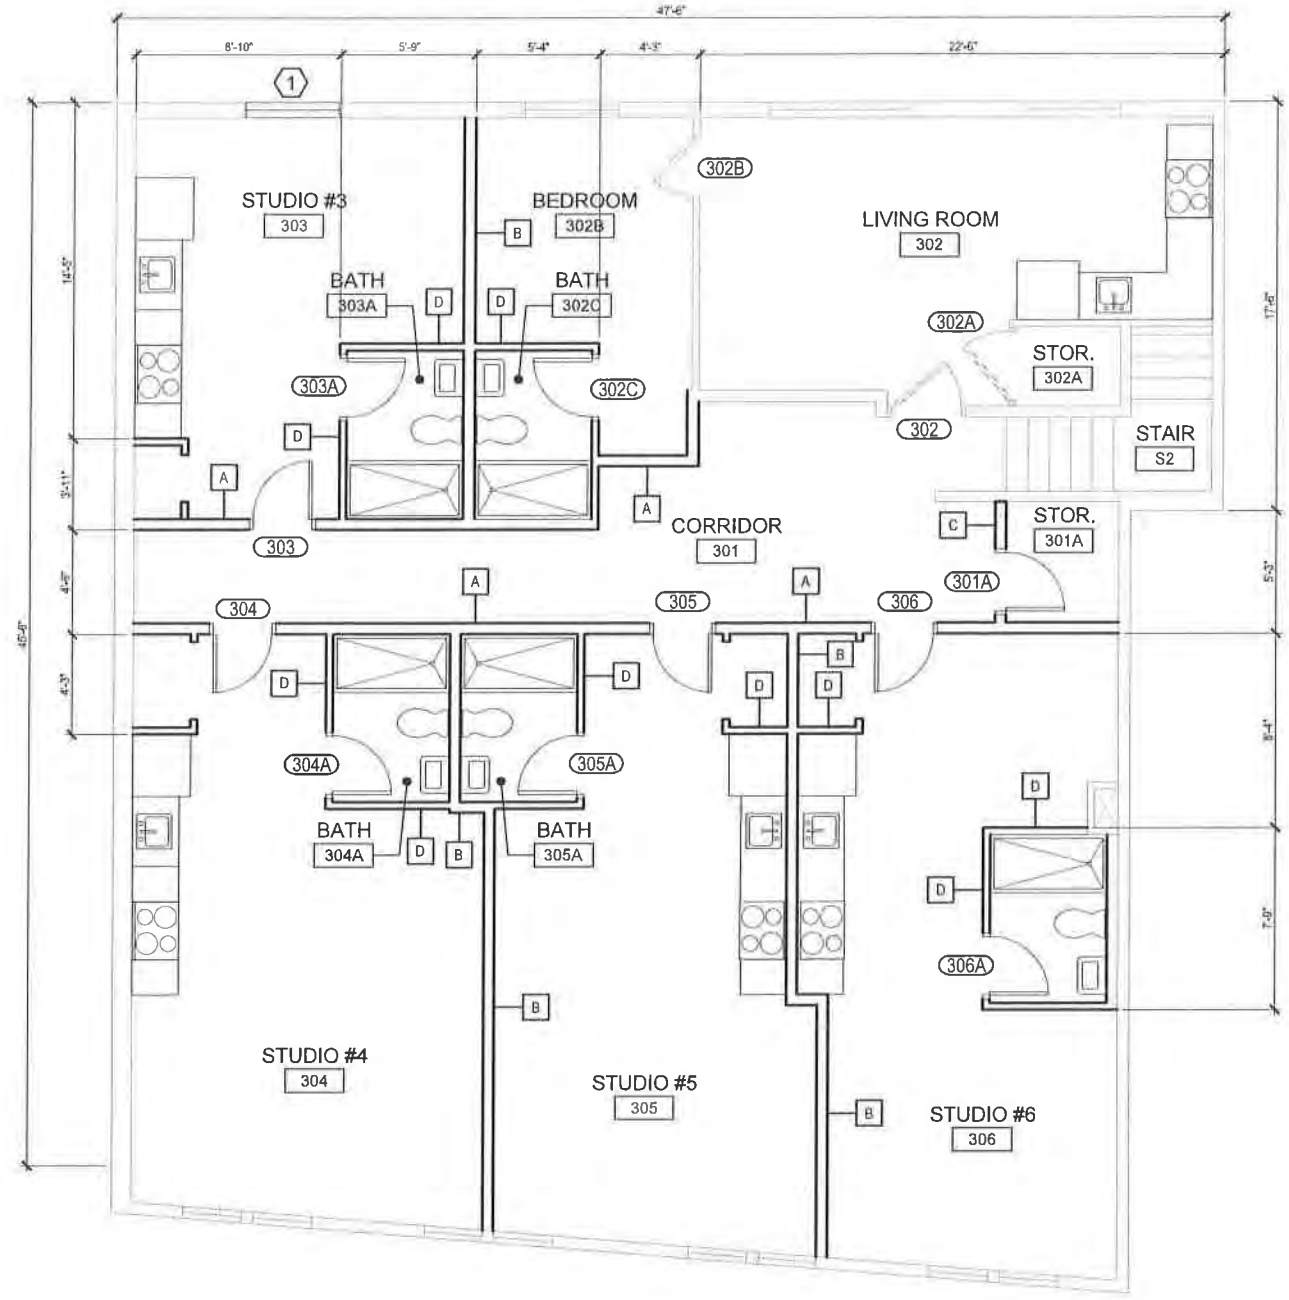 47'-6"
8'-10"
5'-9"
5'-4"
4'-3"
22'-6"
1
302B
STUDIO #3
303
BEDROOM
302B
B
LIVING ROOM
302
14'-5"
17'-6"
BATH
303A
D
D
BATH
302C
302A
STOR.
302A
303A
302C
D
302
STAIR
S2
3'-11"
A
A
CORRIDOR
301
C
STOR.
301A
303
5'-3"
4'-6"
A
A
301A
304
305
306
45'-6"
4'-3"
D
D
B
D
D
8'-4"
304A
305A
D
BATH
304A
D
B
BATH
305A
D
7'-9"
306A
B
STUDIO #4
304
STUDIO #5
305
B
STUDIO #6
306